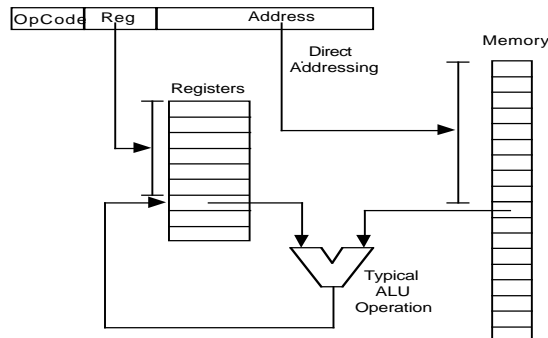 OpCode Reg Address
Direct
Addressing
Memory
Registers
Typical
ALU
Operation